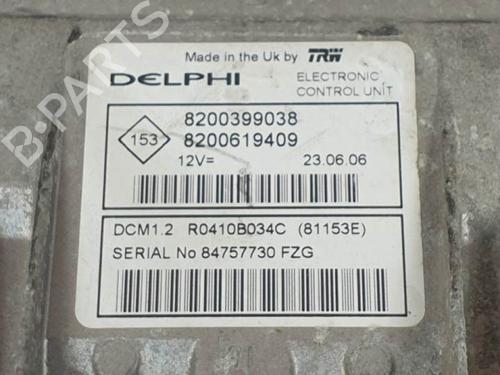 Made in the Uk by TRW
DELPHI ELECTRONIC
CONTROL UNIT
8200399038
153 8200619409
12V= 23.06.06
DCM1.2 R0410B034C (81153E)
SERIAL No 84757730 FZG
B-PARTS